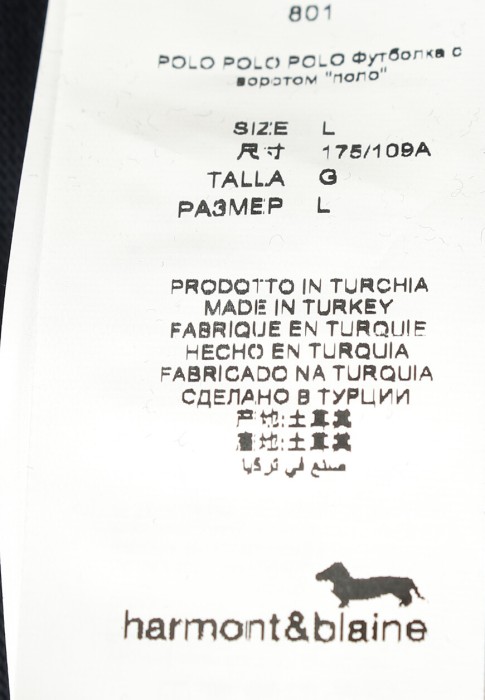 801
POLO POLO POLO Футболка с
воротом "поло"
SIZE L
尺寸 175/109A
TALLA G
РАЗМЕР L
PRODOTTO IN TURCHIA
MADE IN TURKEY
FABRIQUE EN TURQUIE
HECHO EN TURQUIA
FABRICADO NA TURQUIA
СДЕЛАНО В ТУРЦИИ
产地:土耳其
產地:土耳其
صنع في تركيا
harmont&blaine